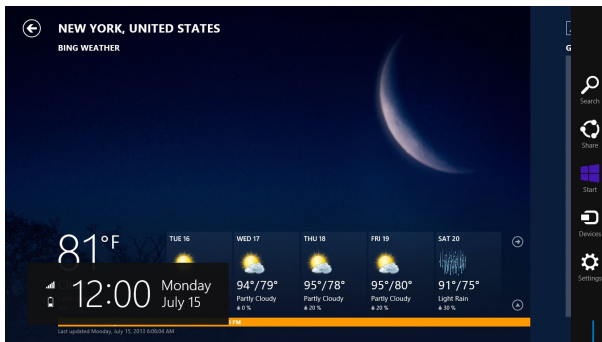 NEW YORK, UNITED STATES
BING WEATHER
G
Search
Share
Start
Devices
Settings
81°F
TUE 16
WED 17
94°/79°
Partly Cloudy
0 %
THU 18
95°/78°
Partly Cloudy
20 %
FRI 19
95°/80°
Partly Cloudy
20 %
SAT 20
91°/75°
Light Rain
30 %
12:00
Monday
July 15
PM
Last updated Monday, July 15, 2013 6:06:04 AM